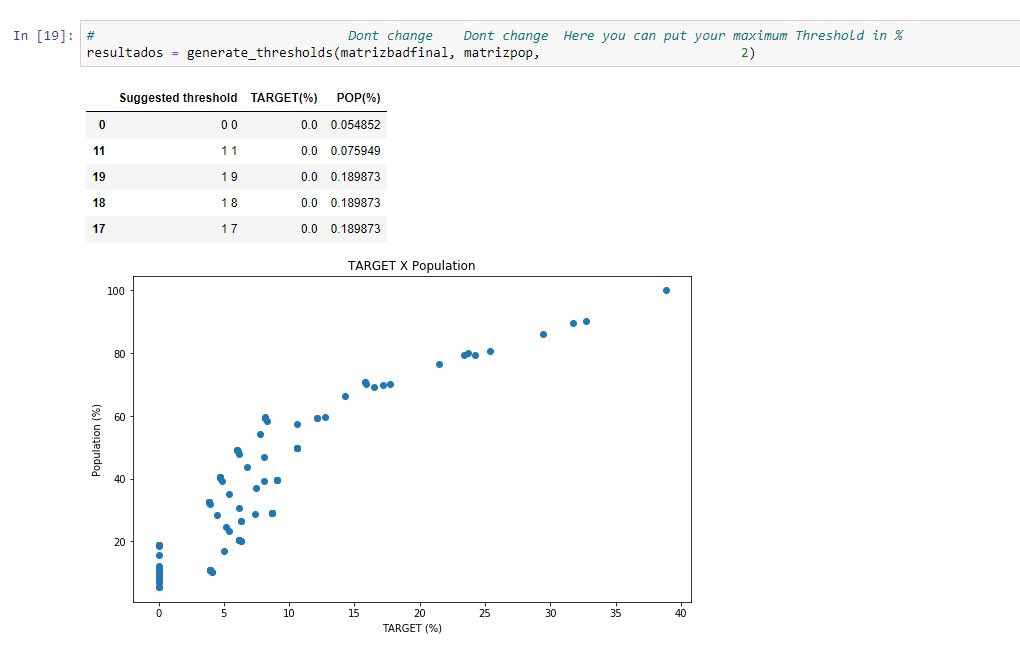 In [19]: # Dont change Dont change Here you can put your maximum Threshold in %
resultados = generate_thresholds(matrizbadfinal, matrizpop, 2)
Suggested threshold TARGET(%) POP(%)
0 0 0 0.0 0.054852
11 1 1 0.0 0.075949
19 1 9 0.0 0.189873
18 1 8 0.0 0.189873
17 1 7 0.0 0.189873
TARGET X Population
100
80
60
40
20
Population (%)
0 5 10 15 20 25 30 35 40
TARGET (%)